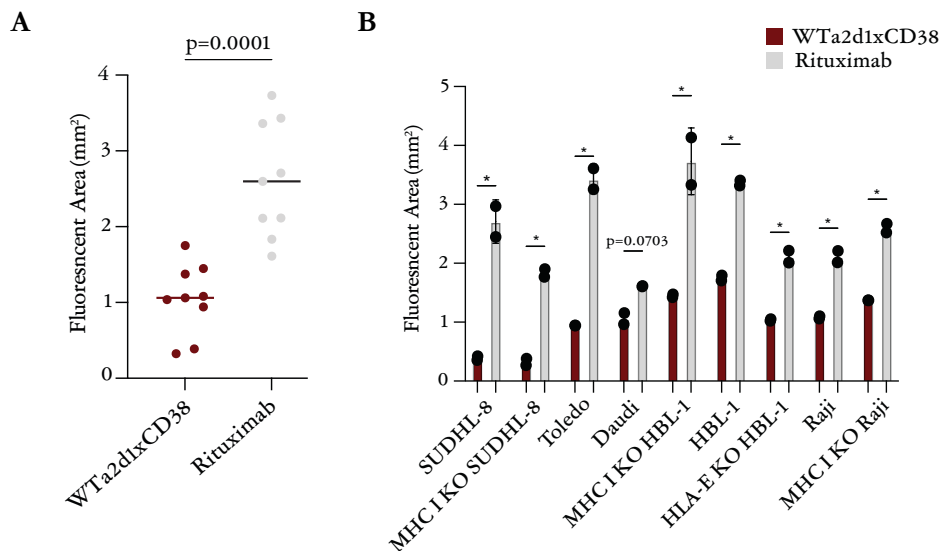 A
p=0.0001
Fluoresncent Area (mm²)
4
3
2
1
0
WTa2d1xCD38
Rituximab
B
WTa2d1xCD38
Rituximab
Fluoresncent Area (mm²)
5
4
3
2
1
0
*
*
*
p=0.0703
*
*
*
*
*
SUDHL-8
MHC I KO SUDHL-8
Toledo
Daudi
MHC I KO HBL-1
HBL-1
HLA-E KO HBL-1
Raji
MHC I KO Raji